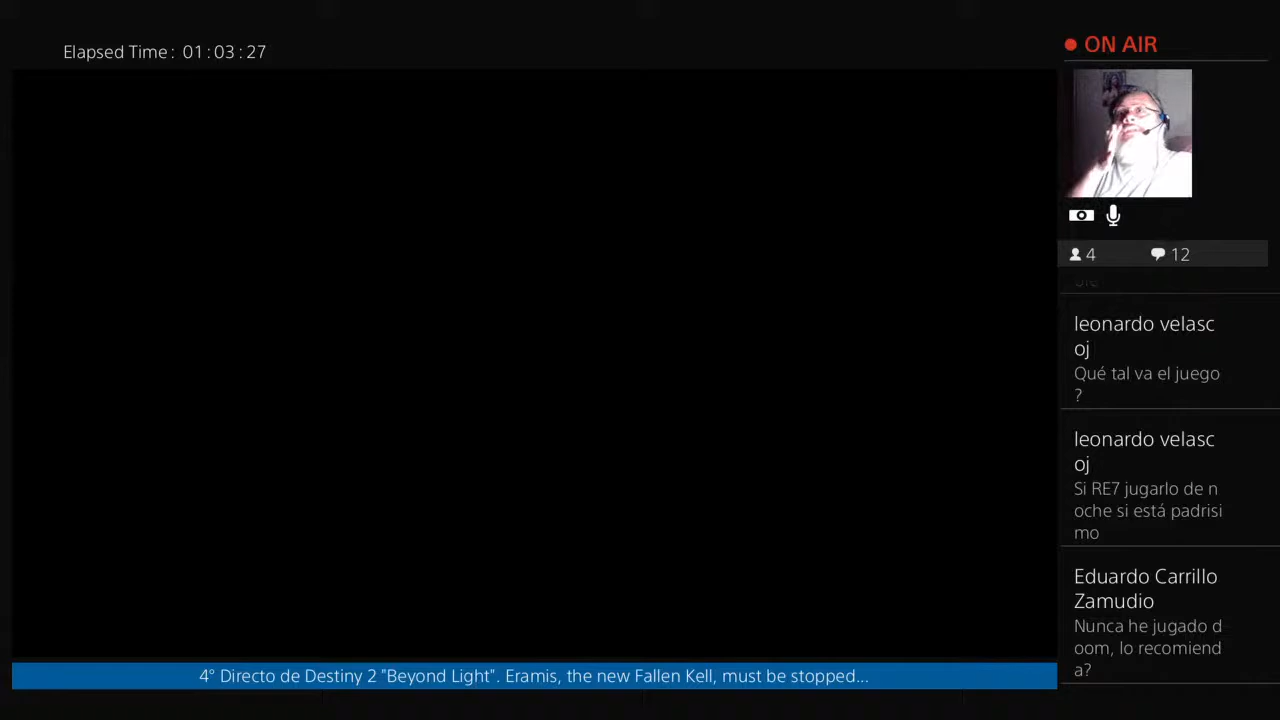 Elapsed Time: 01:03:27
ON AIR
4
12
leonardo velasc
oj
Qué tal va el juego
?
leonardo velasc
oj
Si RE7 jugarlo de n
oche si está padrisi
mo
Eduardo Carrillo
Zamudio
Nunca he jugado d
oom, lo recomiend
a?
4° Directo de Destiny 2 "Beyond Light". Eramis, the new Fallen Kell, must be stopped...